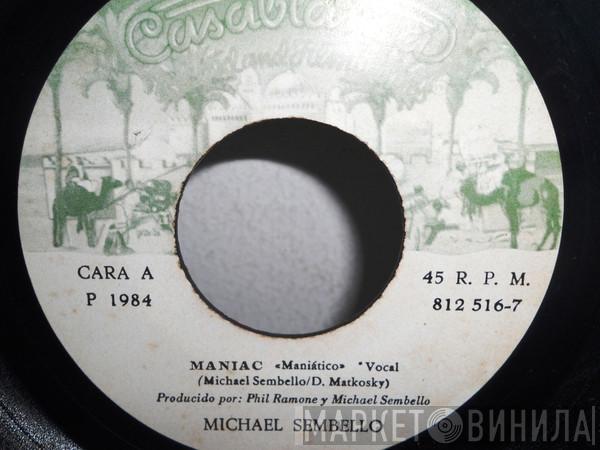 Casablanca
CARA A
P 1984
45 R. P. M.
812 516-7
MANIAC «Maniático» *Vocal
(Michael Sembello/D. Matkosky)
Producido por: Phil Ramone y Michael Sembello
MICHAEL SEMBELLO
МАРКЕТ ВИНИЛА